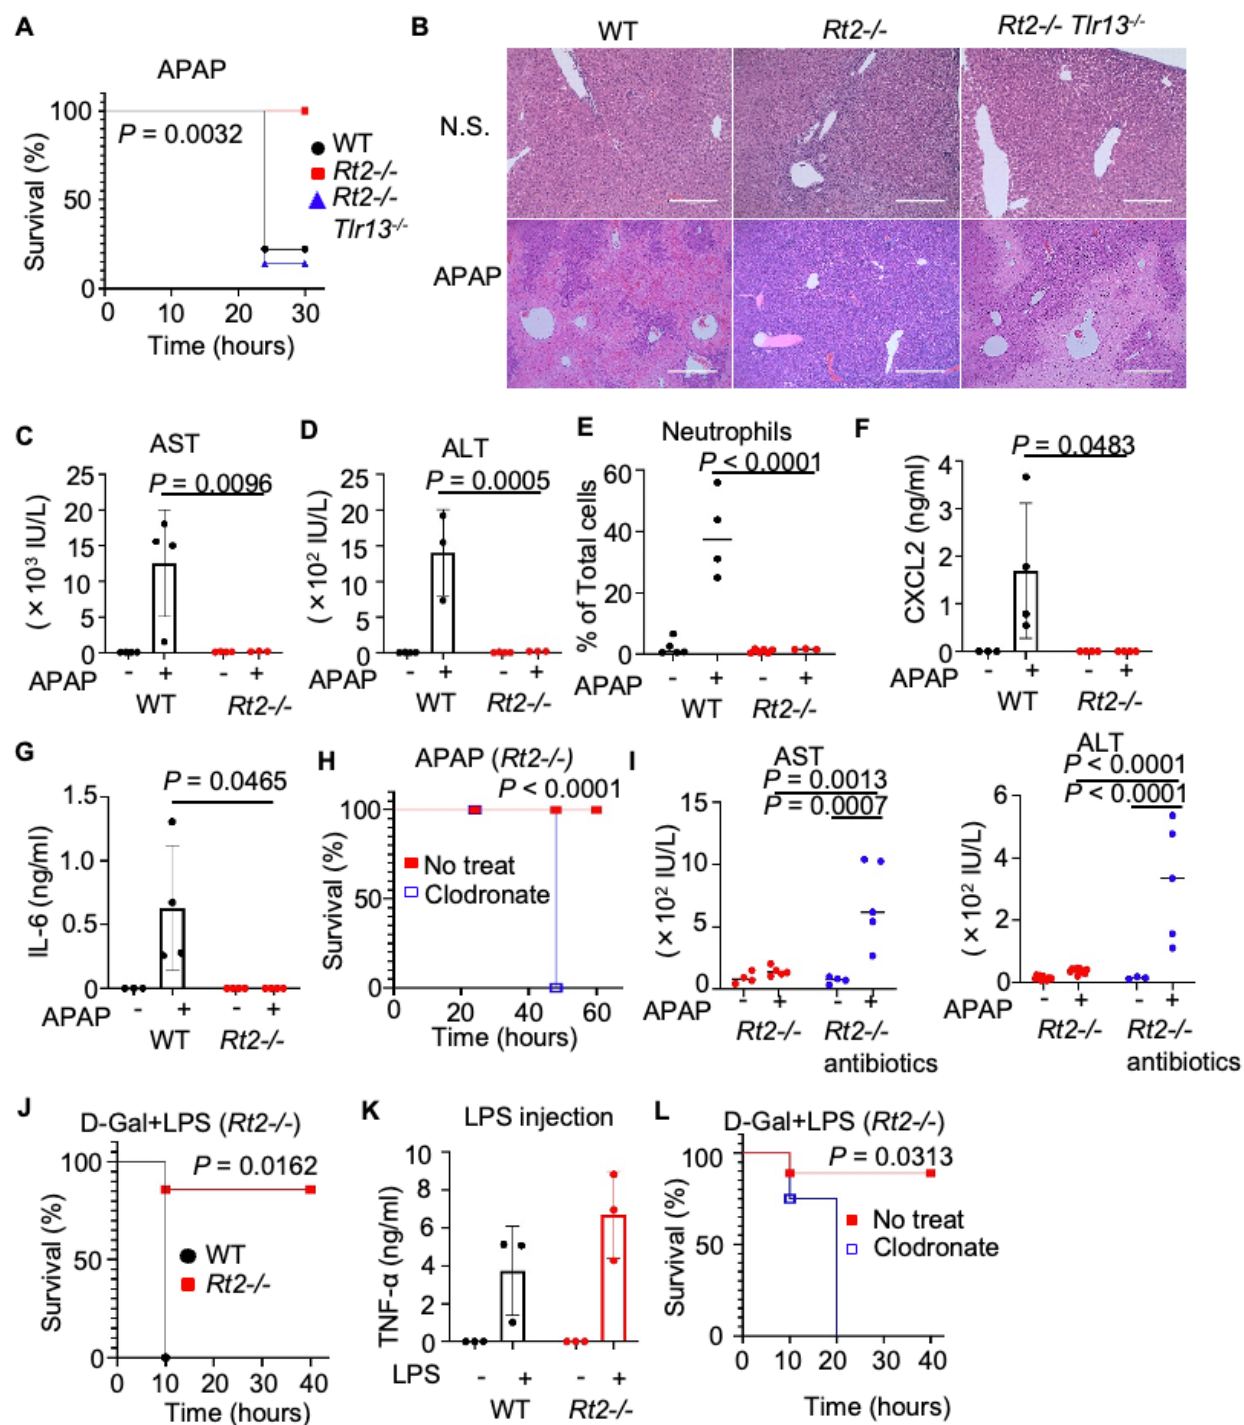 A
APAP
Survival (%)
100
50
0
P = 0.0032
WT
Rt2-/-
Rt2-/-
Tlr13-/-
0 10 20 30
Time (hours)
B
WT Rt2-/- Rt2-/- Tlr13-/-
N.S.
APAP
C
AST
P = 0.0096
(×10³ IU/L)
25
20
15
10
5
0
APAP - + - +
WT Rt2-/-
D
ALT
P = 0.0005
(×10² IU/L)
25
20
15
10
5
0
APAP - + - +
WT Rt2-/-
E
Neutrophils
P < 0.0001
% of Total cells
60
40
20
0
APAP - + - +
WT Rt2-/-
F
P = 0.0483
CXCL2 (ng/ml)
4
3
2
1
0
APAP - + - +
WT Rt2-/-
G
P = 0.0465
IL-6 (ng/ml)
1.5
1.0
0.5
0
APAP - + - +
WT Rt2-/-
H
APAP (Rt2-/-)
P < 0.0001
Survival (%)
100
50
0
No treat
Clodronate
0 20 40 60
Time (hours)
I
AST
P = 0.0013
P = 0.0007
(×10² IU/L)
15
10
5
0
APAP - + - +
Rt2-/- Rt2-/-
antibiotics
ALT
P < 0.0001
P < 0.0001
(×10² IU/L)
6
4
2
0
APAP - + - +
Rt2-/- Rt2-/-
antibiotics
J
D-Gal+LPS (Rt2-/-)
P = 0.0162
Survival (%)
100
50
0
WT
Rt2-/-
0 10 20 30 40
Time (hours)
K
LPS injection
TNF-α (ng/ml)
10
8
6
4
2
0
LPS - + - +
WT Rt2-/-
L
D-Gal+LPS (Rt2-/-)
P = 0.0313
Survival (%)
100
50
0
No treat
Clodronate
0 10 20 30 40
Time (hours)